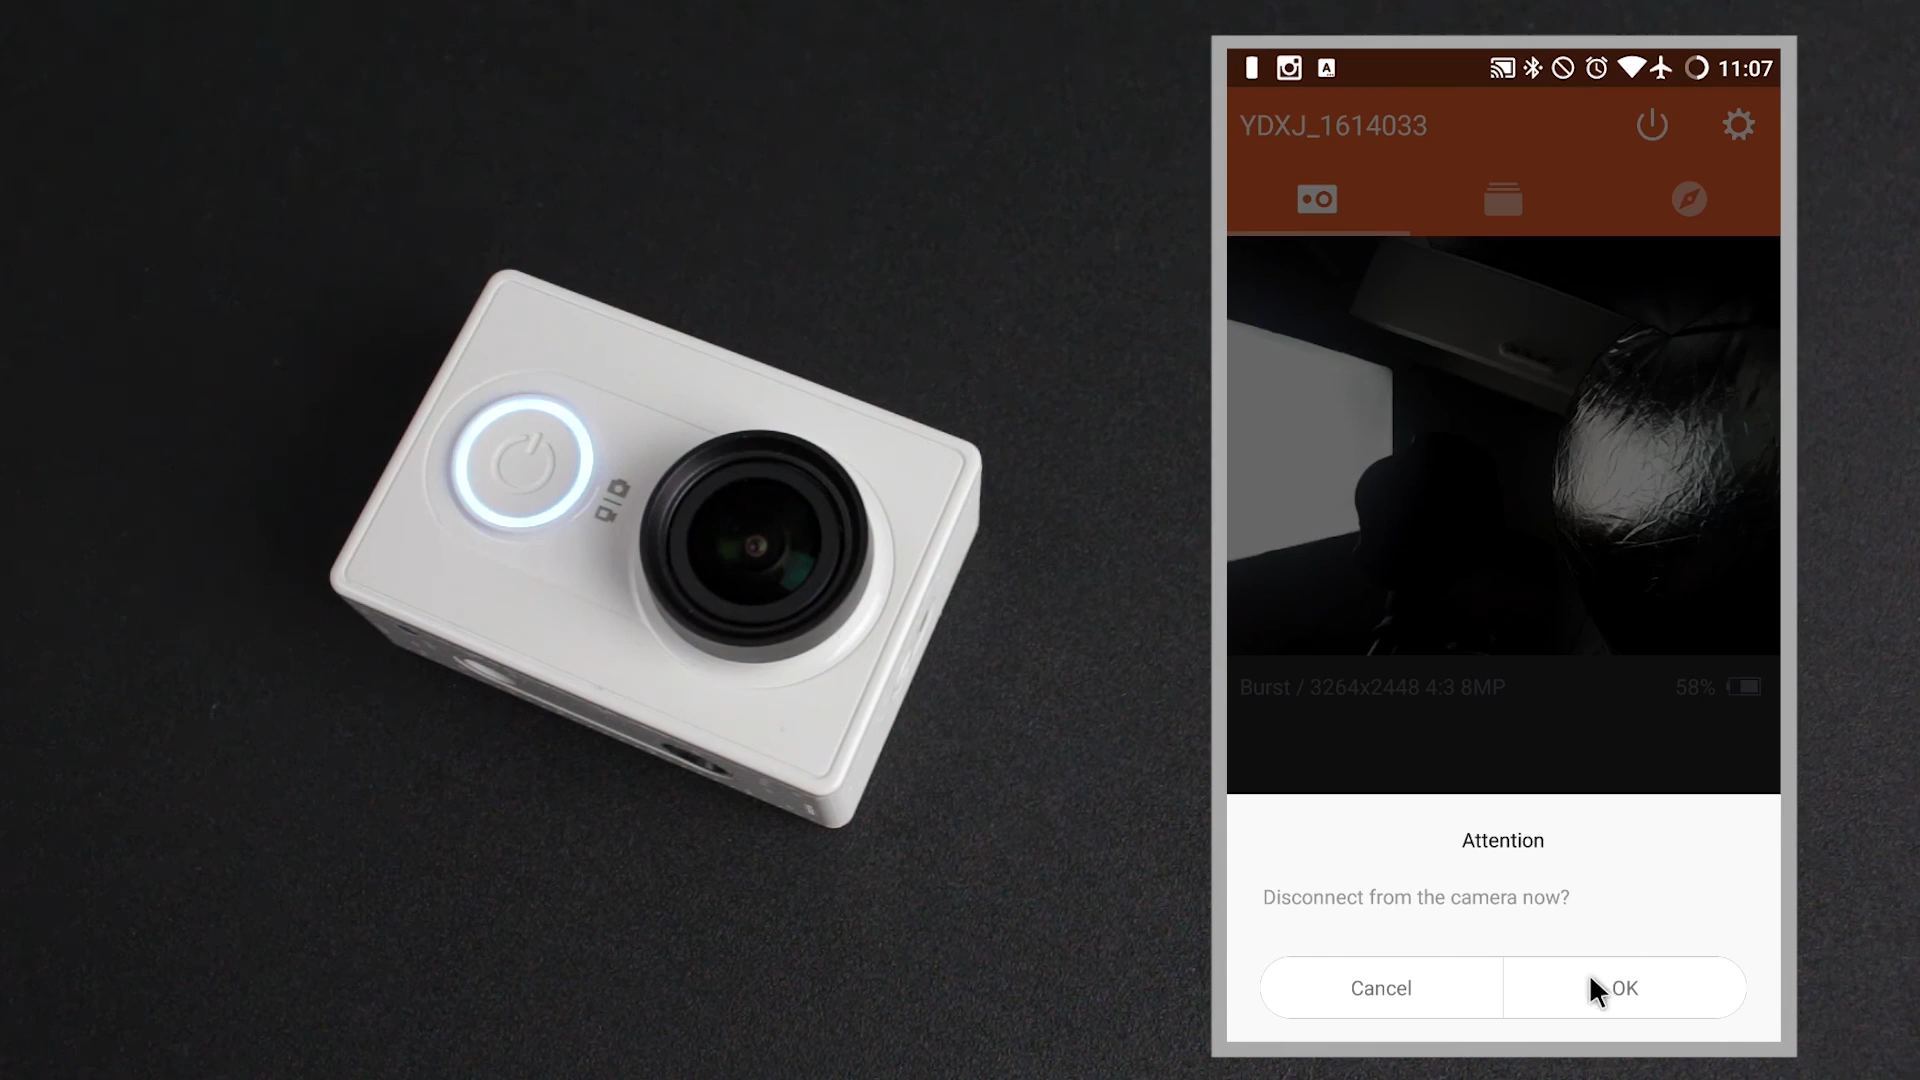 A
11:07
YDXJ_1614033
Burst / 3264x2448 4:3 8MP
58%
Attention
Disconnect from the camera now?
Cancel
OK